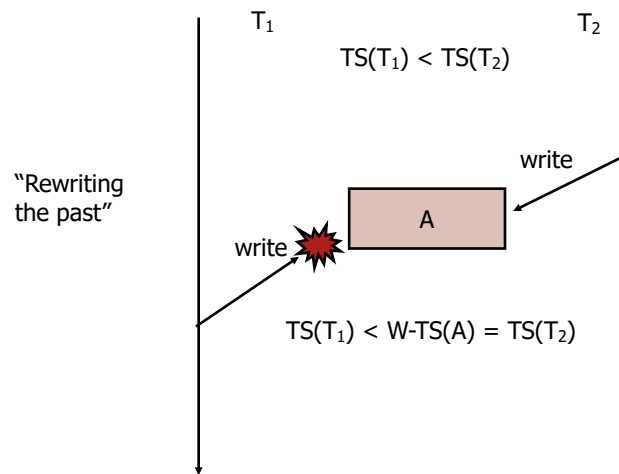 T₁
T₂
TS(T₁) < TS(T₂)
write
“Rewriting
the past”
A
write
TS(T₁) < W-TS(A) = TS(T₂)